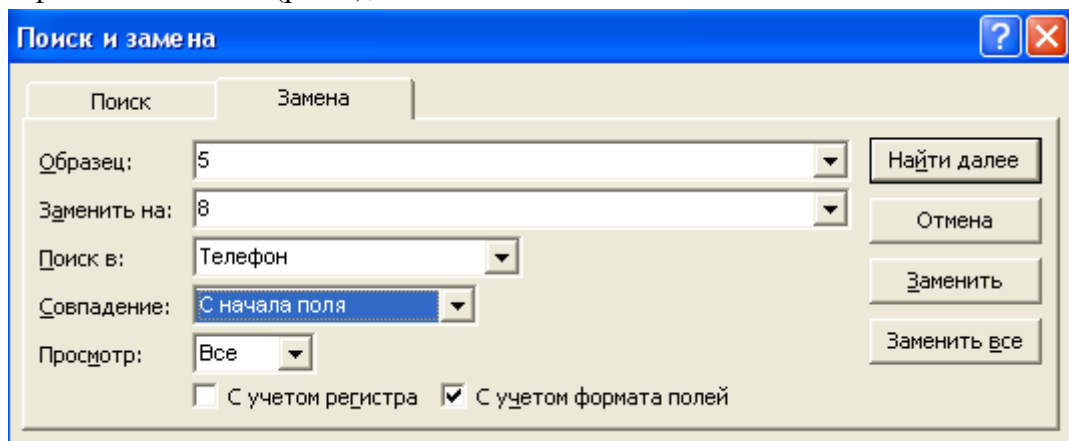 Поиск и замена
Поиск Замена
Образец: 5 Найти далее
Заменить на: 8 Отмена
Поиск в: Телефон Заменить
Совпадение: С начала поля
Просмотр: Все Заменить все
С учетом регистра С учетом формата полей